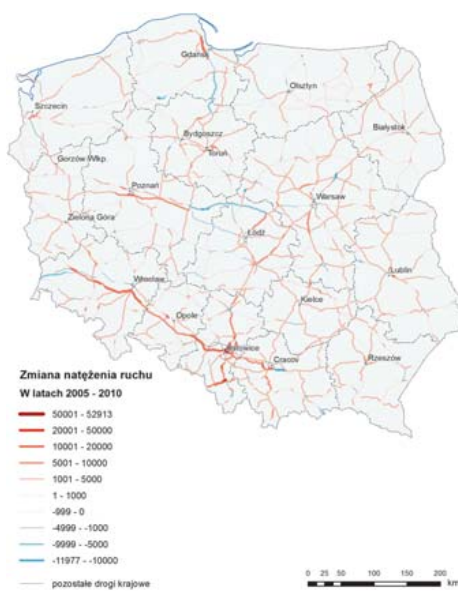 Gdańsk
Olsztyn
Szczecin
Białystok
Bydgoszcz
Toruń
Gorzów Wlkp.
Poznań
Warsaw
Zielona Góra
Łódź
Lublin
Wrocław
Kielce
Opole
Katowice
Cracow
Rzeszów
Zmiana natężenia ruchu
W latach 2005 - 2010
50001 - 52913
20001 - 50000
10001 - 20000
5001 - 10000
1001 - 5000
1 - 1000
-999 - 0
-4999 - -1000
-9999 - -5000
-11977 - -10000
pozostałe drogi krajowe
0 25 50 100 150 200
km